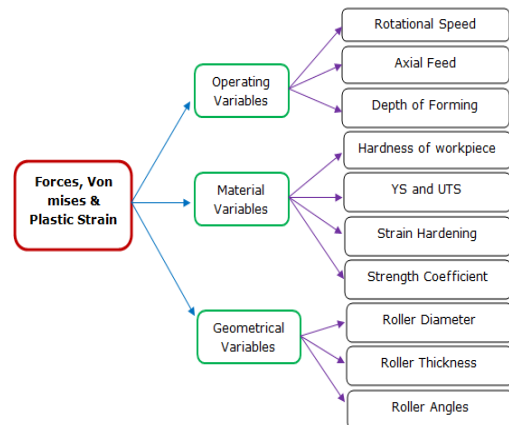 Forces, Von
mises &
Plastic Strain
Operating
Variables
Rotational Speed
Axial Feed
Depth of Forming
Material
Variables
Hardness of workpiece
YS and UTS
Strain Hardening
Strength Coefficient
Geometrical
Variables
Roller Diameter
Roller Thickness
Roller Angles